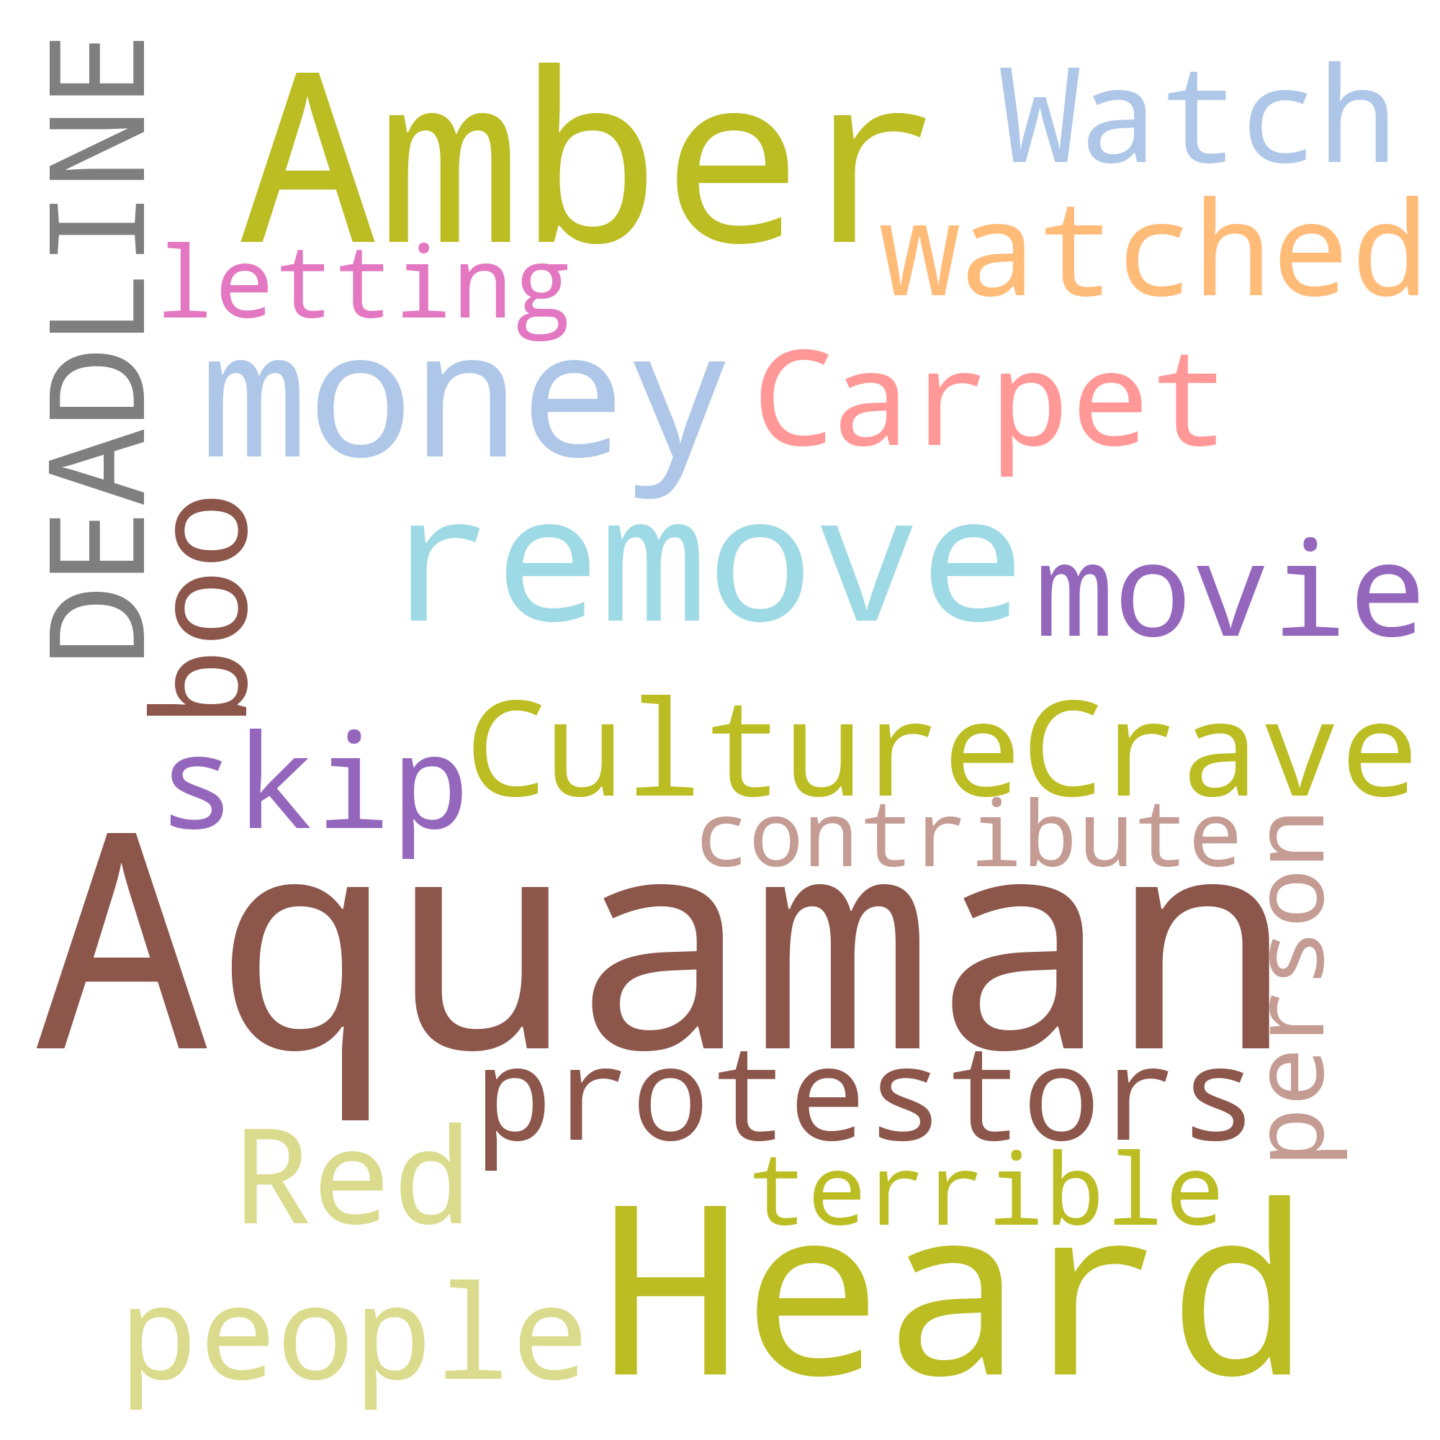 DEADLINE
Amber
Watch
watched
letting
money
Carpet
boo
remove
movie
skip
CultureCrave
contribute
person
Aquaman
protestors
Red
terrible
Heard
people